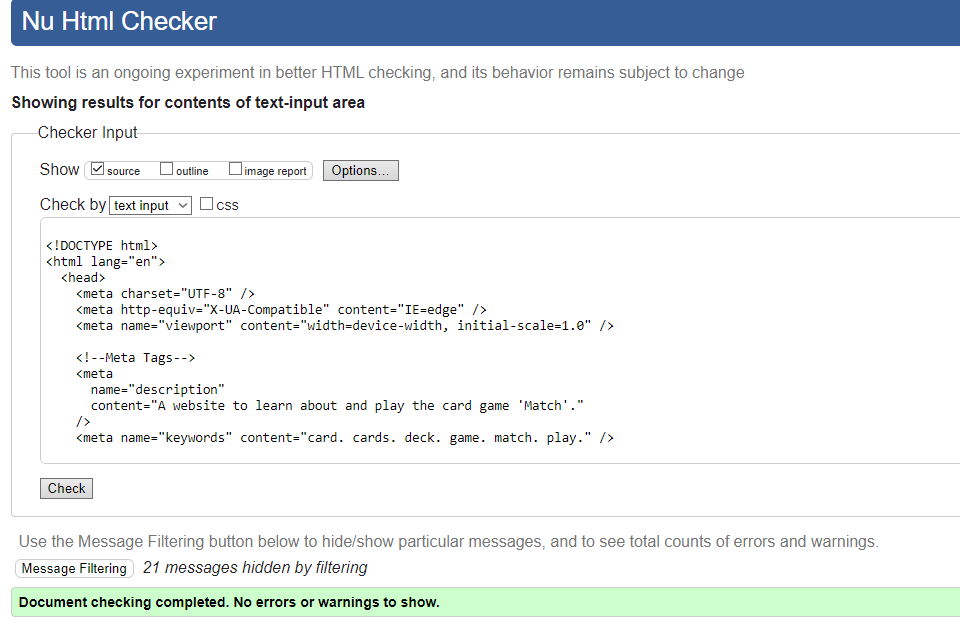 Nu Html Checker
This tool is an ongoing experiment in better HTML checking, and its behavior remains subject to change
Showing results for contents of text-input area
Checker Input
Show source outline image report Options...
Check by text input css
<!DOCTYPE html>
<html lang="en">
<head>
<meta charset="UTF-8" />
<meta http-equiv="X-UA-Compatible" content="IE=edge" />
<meta name="viewport" content="width=device-width, initial-scale=1.0" />
<!--Meta Tags-->
<meta
name="description"
content="A website to learn about and play the card game 'Match'."
/>
<meta name="keywords" content="card. cards. deck. game. match. play." />
Check
Use the Message Filtering button below to hide/show particular messages, and to see total counts of errors and warnings.
Message Filtering 21 messages hidden by filtering
Document checking completed. No errors or warnings to show.